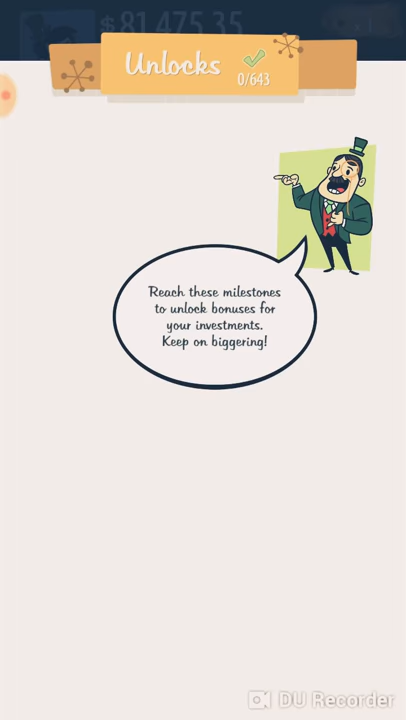 $81,475.35
Unlocks
0/643
Reach these milestones
to unlock bonuses for
your investments.
Keep on biggering!
DU Recorder